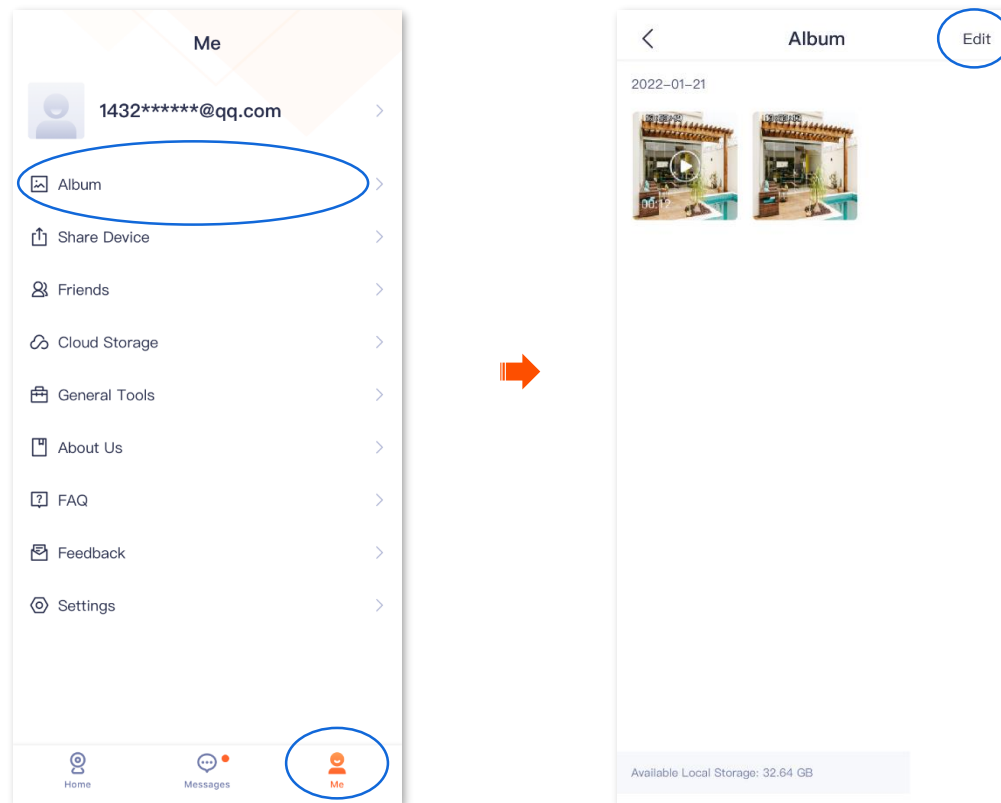 Me
1432******@qq.com
Album
Share Device
Friends
Cloud Storage
General Tools
About Us
FAQ
Feedback
Settings
Home
Messages
Me
Album
Edit
2022-01-21
00:12
Available Local Storage: 32.64 GB